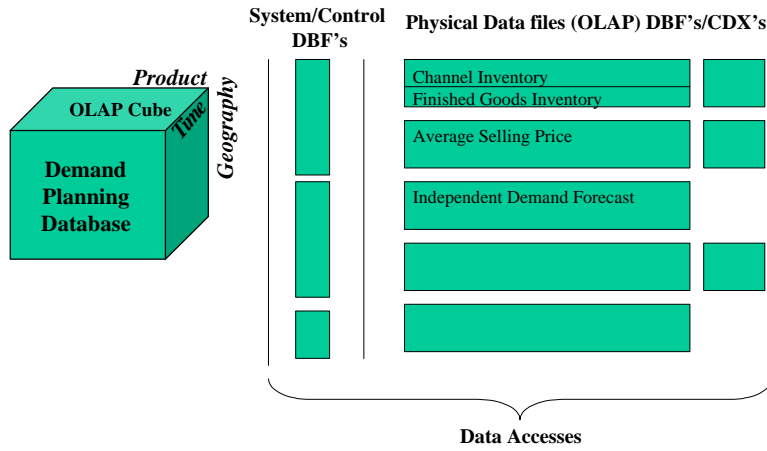 System/Control
DBF's
Physical Data files (OLAP) DBF's/CDX's
Product
OLAP Cube
Time
Geography
Demand
Planning
Database
Channel Inventory
Finished Goods Inventory
Average Selling Price
Independent Demand Forecast
Data Accesses